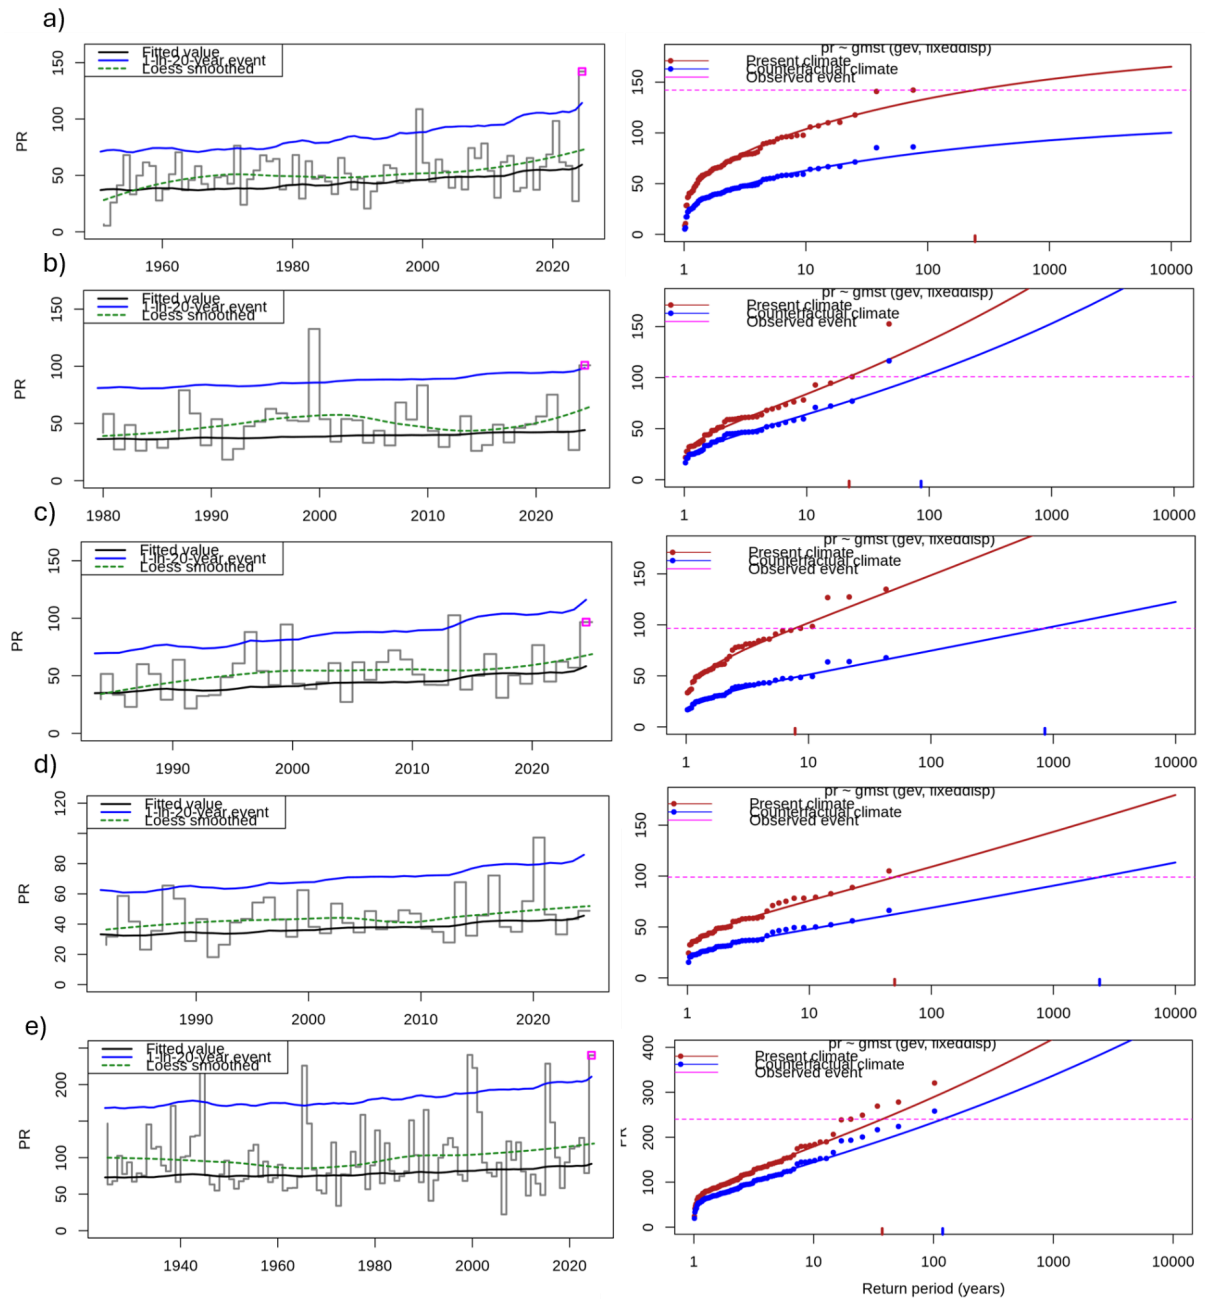 a)
Fitted value
1-in-20-year event
Loess smoothed
PR
0
50
100
150
1960
1980
2000
2020
pr ~ gmst (gev, fixeddisp)
Present climate
Counterfactual climate
Observed event
0
50
100
150
1
10
100
1000
10000
b)
Fitted value
1-in-20-year event
Loess smoothed
PR
0
50
100
150
1980
1990
2000
2010
2020
pr ~ gmst (gev, fixeddisp)
Present climate
Counterfactual climate
Observed event
0
50
100
150
1
10
100
1000
10000
c)
Fitted value
1-in-20-year event
Loess smoothed
PR
0
50
100
150
1990
2000
2010
2020
pr ~ gmst (gev, fixeddisp)
Present climate
Counterfactual climate
Observed event
0
50
100
150
1
10
100
1000
10000
d)
Fitted value
1-in-20-year event
Loess smoothed
PR
0
20
40
60
80
120
1990
2000
2010
2020
pr ~ gmst (gev, fixeddisp)
Present climate
Counterfactual climate
Observed event
0
50
100
150
1
10
100
1000
10000
e)
Fitted value
1-in-20-year event
Loess smoothed
PR
0
50
100
200
1940
1960
1980
2000
2020
pr ~ gmst (gev, fixeddisp)
Present climate
Counterfactual climate
Observed event
PR
0
100
200
300
400
1
10
100
1000
10000
Return period (years)